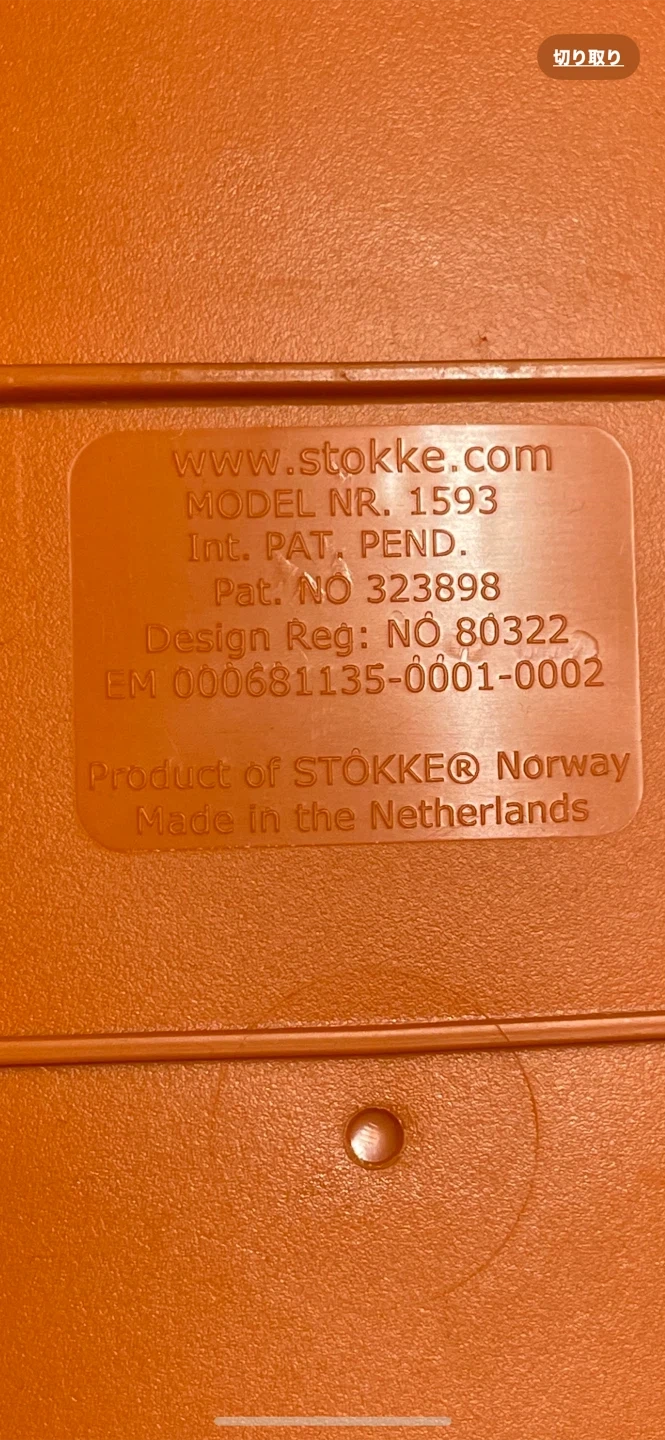 切り取り
www.stokke.com
MODEL NR. 1593
Int. PAT. PEND.
Pat. NO 323898
Design Reg: NO 80322
EM 000681135-0001-0002
Product of STOKKE® Norway
Made in the Netherlands